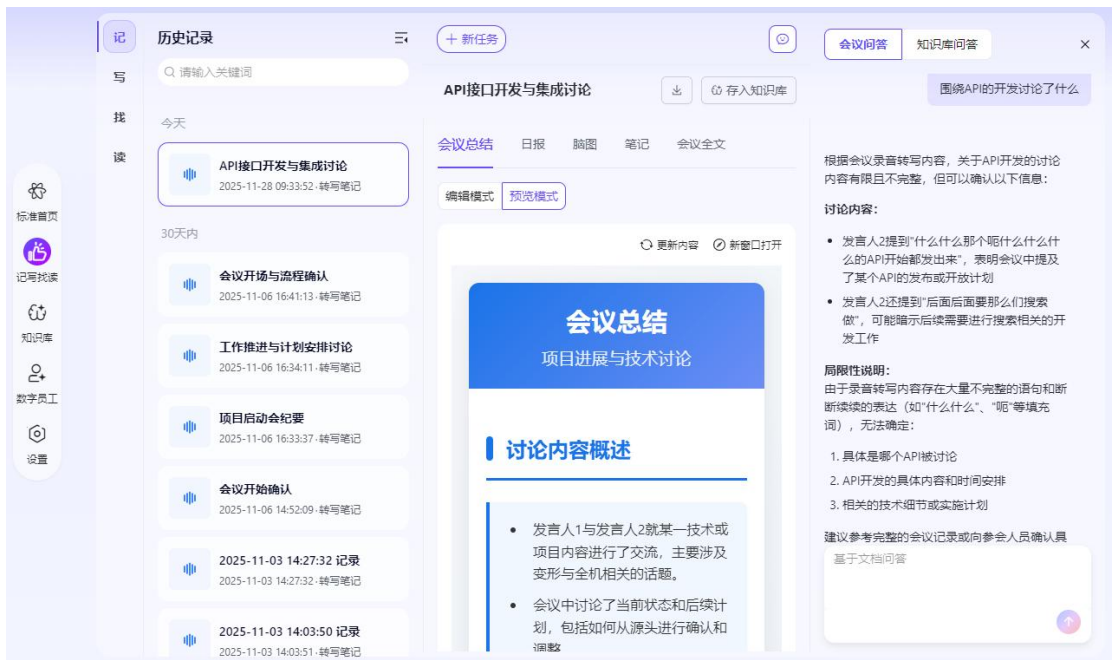 标准首页
记写找读
知识库
数字员工
设置
记
写
找
读
历史记录
请输入关键词
今天
API接口开发与集成讨论
2025-11-28 09:33:52·转写笔记
30天内
会议开场与流程确认
2025-11-06 16:41:13·转写笔记
工作推进与计划安排讨论
2025-11-06 16:34:11·转写笔记
项目启动会纪要
2025-11-06 16:33:37·转写笔记
会议开始确认
2025-11-06 14:52:09·转写笔记
2025-11-03 14:27:32 记录
2025-11-03 14:27:32·转写笔记
2025-11-03 14:03:50 记录
2025-11-03 14:03:51·转写笔记
+ 新任务
API接口开发与集成讨论
存入知识库
会议总结 日报 脑图 笔记 会议全文
编辑模式 预览模式
更新内容 新窗口打开
会议总结
项目进展与技术讨论
讨论内容概述
• 发言人1与发言人2就某一技术或
项目内容进行了交流，主要涉及
变形与全机相关的话题。
• 会议中讨论了当前状态和后续计
划，包括如何从源头进行确认和
调整
会议问答 知识库问答 ×
围绕API的开发讨论了什么
根据会议录音转写内容，关于API开发的讨论
内容有限且不完整，但可以确认以下信息：
讨论内容：
• 发言人2提到"什么什么那个呃什么什么什
么的API开始都发出来"，表明会议中提及
了某个API的发布或开放计划
• 发言人2还提到"后面后面要那么们搜索
做"，可能暗示后续需要进行搜索相关的开
发工作
局限性说明：
由于录音转写内容存在大量不完整的语句和断
断续续的表达（如"什么什么"、"呃"等填充
词），无法确定：
1. 具体是哪个API被讨论
2. API开发的具体内容和时间安排
3. 相关的技术细节或实施计划
建议参考完整的会议记录或向参会人员确认具
基于文档问答